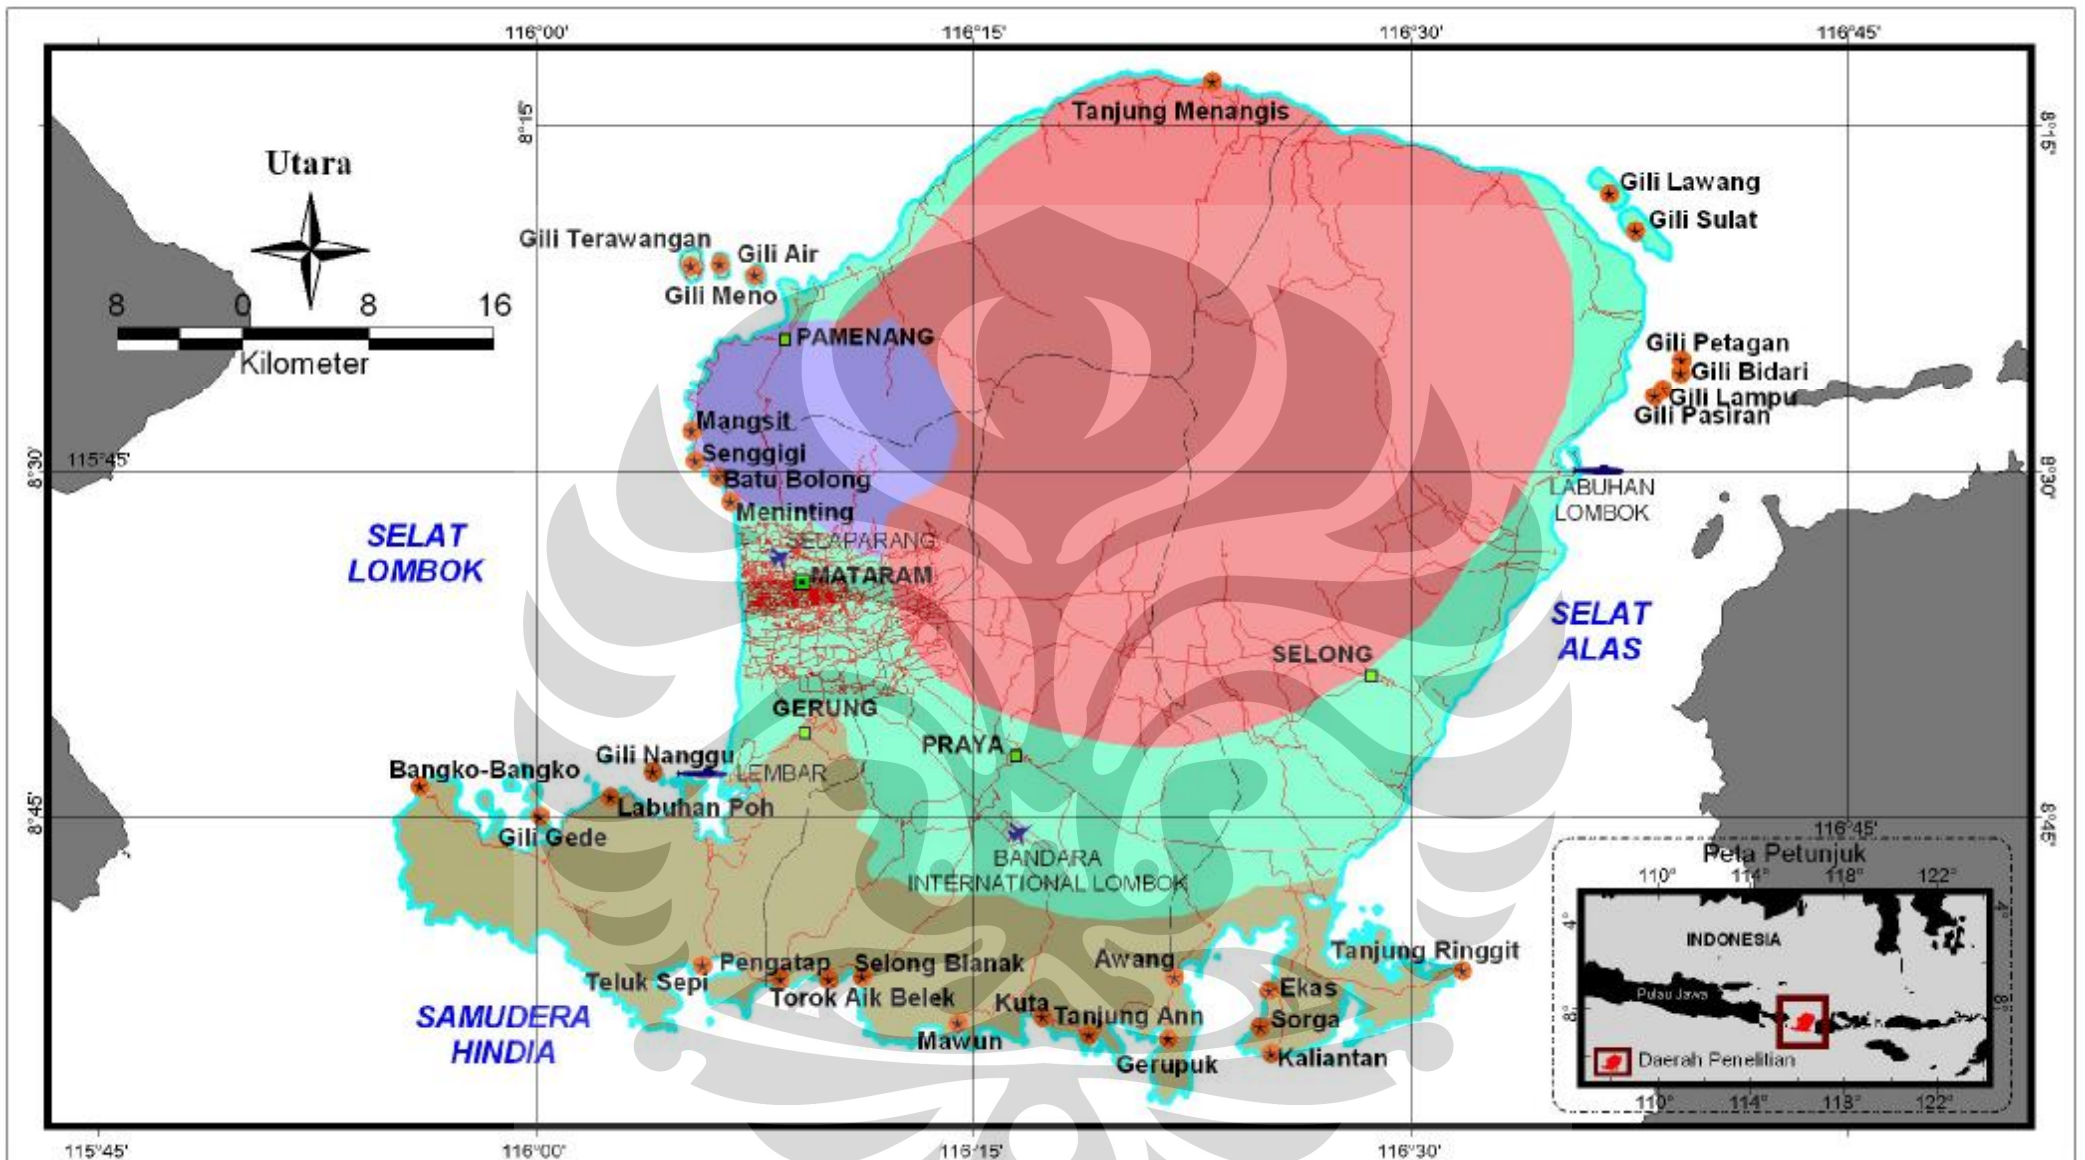 116°00'
116°15'
116°30'
116°45'
8°15'
8°15'
Utara
8 0 8 16
Kilometer
Tanjung Menangis
Gili Lawang
Gili Sulat
Gili Terawangan
Gili Air
Gili Meno
PAMENANG
Gili Petagan
Gili Bidari
Gili Lampu
Gili Pasiran
Mangsit
Senggigi
Batu Bolong
Meninting
8°30'
115°45'
8°30'
LABUHAN
LOMBOK
SELAT
LOMBOK
SELAPARANG
MATARAM
SELAT
ALAS
SELONG
GERUNG
PRAYA
Gili Nanggu
LEMBAR
Bangko-Bangko
Labuhan Poh
Gili Gede
8°45'
8°45'
BANDARA
INTERNATIONAL LOMBOK
Tanjung Ringgit
Teluk Sepi
Pengatap
Selong Blanak
Awang
Torok Aik Belek
Kuta
Tanjung Ann
Ekas
Sorga
Mawun
Gerupuk
Kaliantan
SAMUDERA
HINDIA
116°45'
Peta Petunjuk
110° 114° 118° 122°
4°
4°
INDONESIA
Pulau Jawa
8°
8°
Daerah Penelitian
110° 114° 118° 122°
115°45'
116°00'
116°15'
116°30'